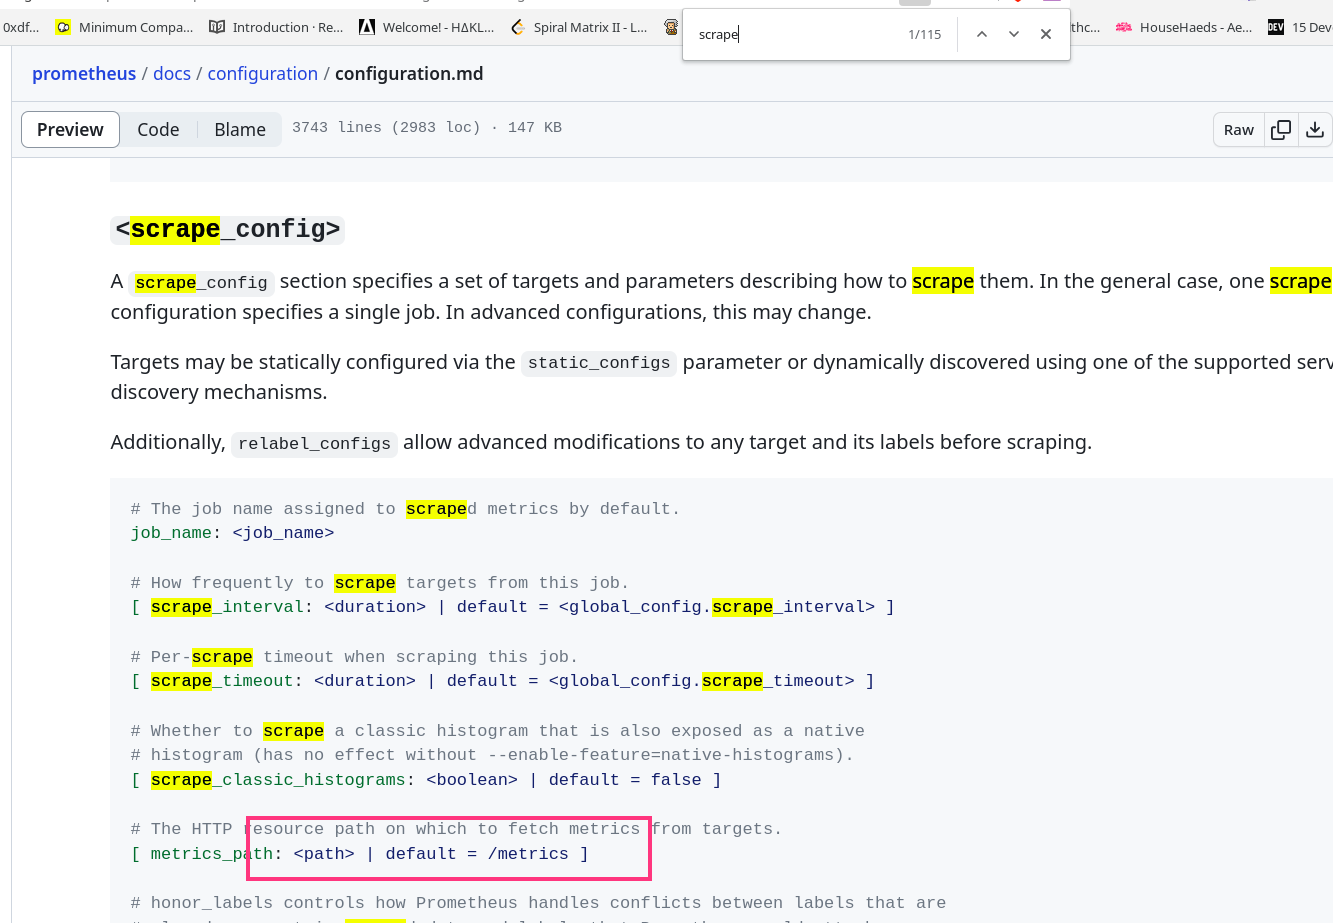 0xdf...
Minimum Compa...
Introduction · Re...
Welcome! - HΔKL...
Spiral Matrix II - L...
thc...
HouseHaeds - Ae...
DEV
15 Dev
scrape
1/115
prometheus / docs / configuration / configuration.md
Preview
Code
Blame
3743 lines (2983 loc) · 147 KB
Raw
<scrape_config>
A scrape_config section specifies a set of targets and parameters describing how to scrape them. In the general case, one scrape
configuration specifies a single job. In advanced configurations, this may change.
Targets may be statically configured via the static_configs parameter or dynamically discovered using one of the supported serv
discovery mechanisms.
Additionally, relabel_configs allow advanced modifications to any target and its labels before scraping.
# The job name assigned to scraped metrics by default.
job_name: <job_name>
# How frequently to scrape targets from this job.
[ scrape_interval: <duration> | default = <global_config.scrape_interval> ]
# Per-scrape timeout when scraping this job.
[ scrape_timeout: <duration> | default = <global_config.scrape_timeout> ]
# Whether to scrape a classic histogram that is also exposed as a native
# histogram (has no effect without --enable-feature=native-histograms).
[ scrape_classic_histograms: <boolean> | default = false ]
# The HTTP resource path on which to fetch metrics from targets.
[ metrics_path: <path> | default = /metrics ]
# honor_labels controls how Prometheus handles conflicts between labels that are